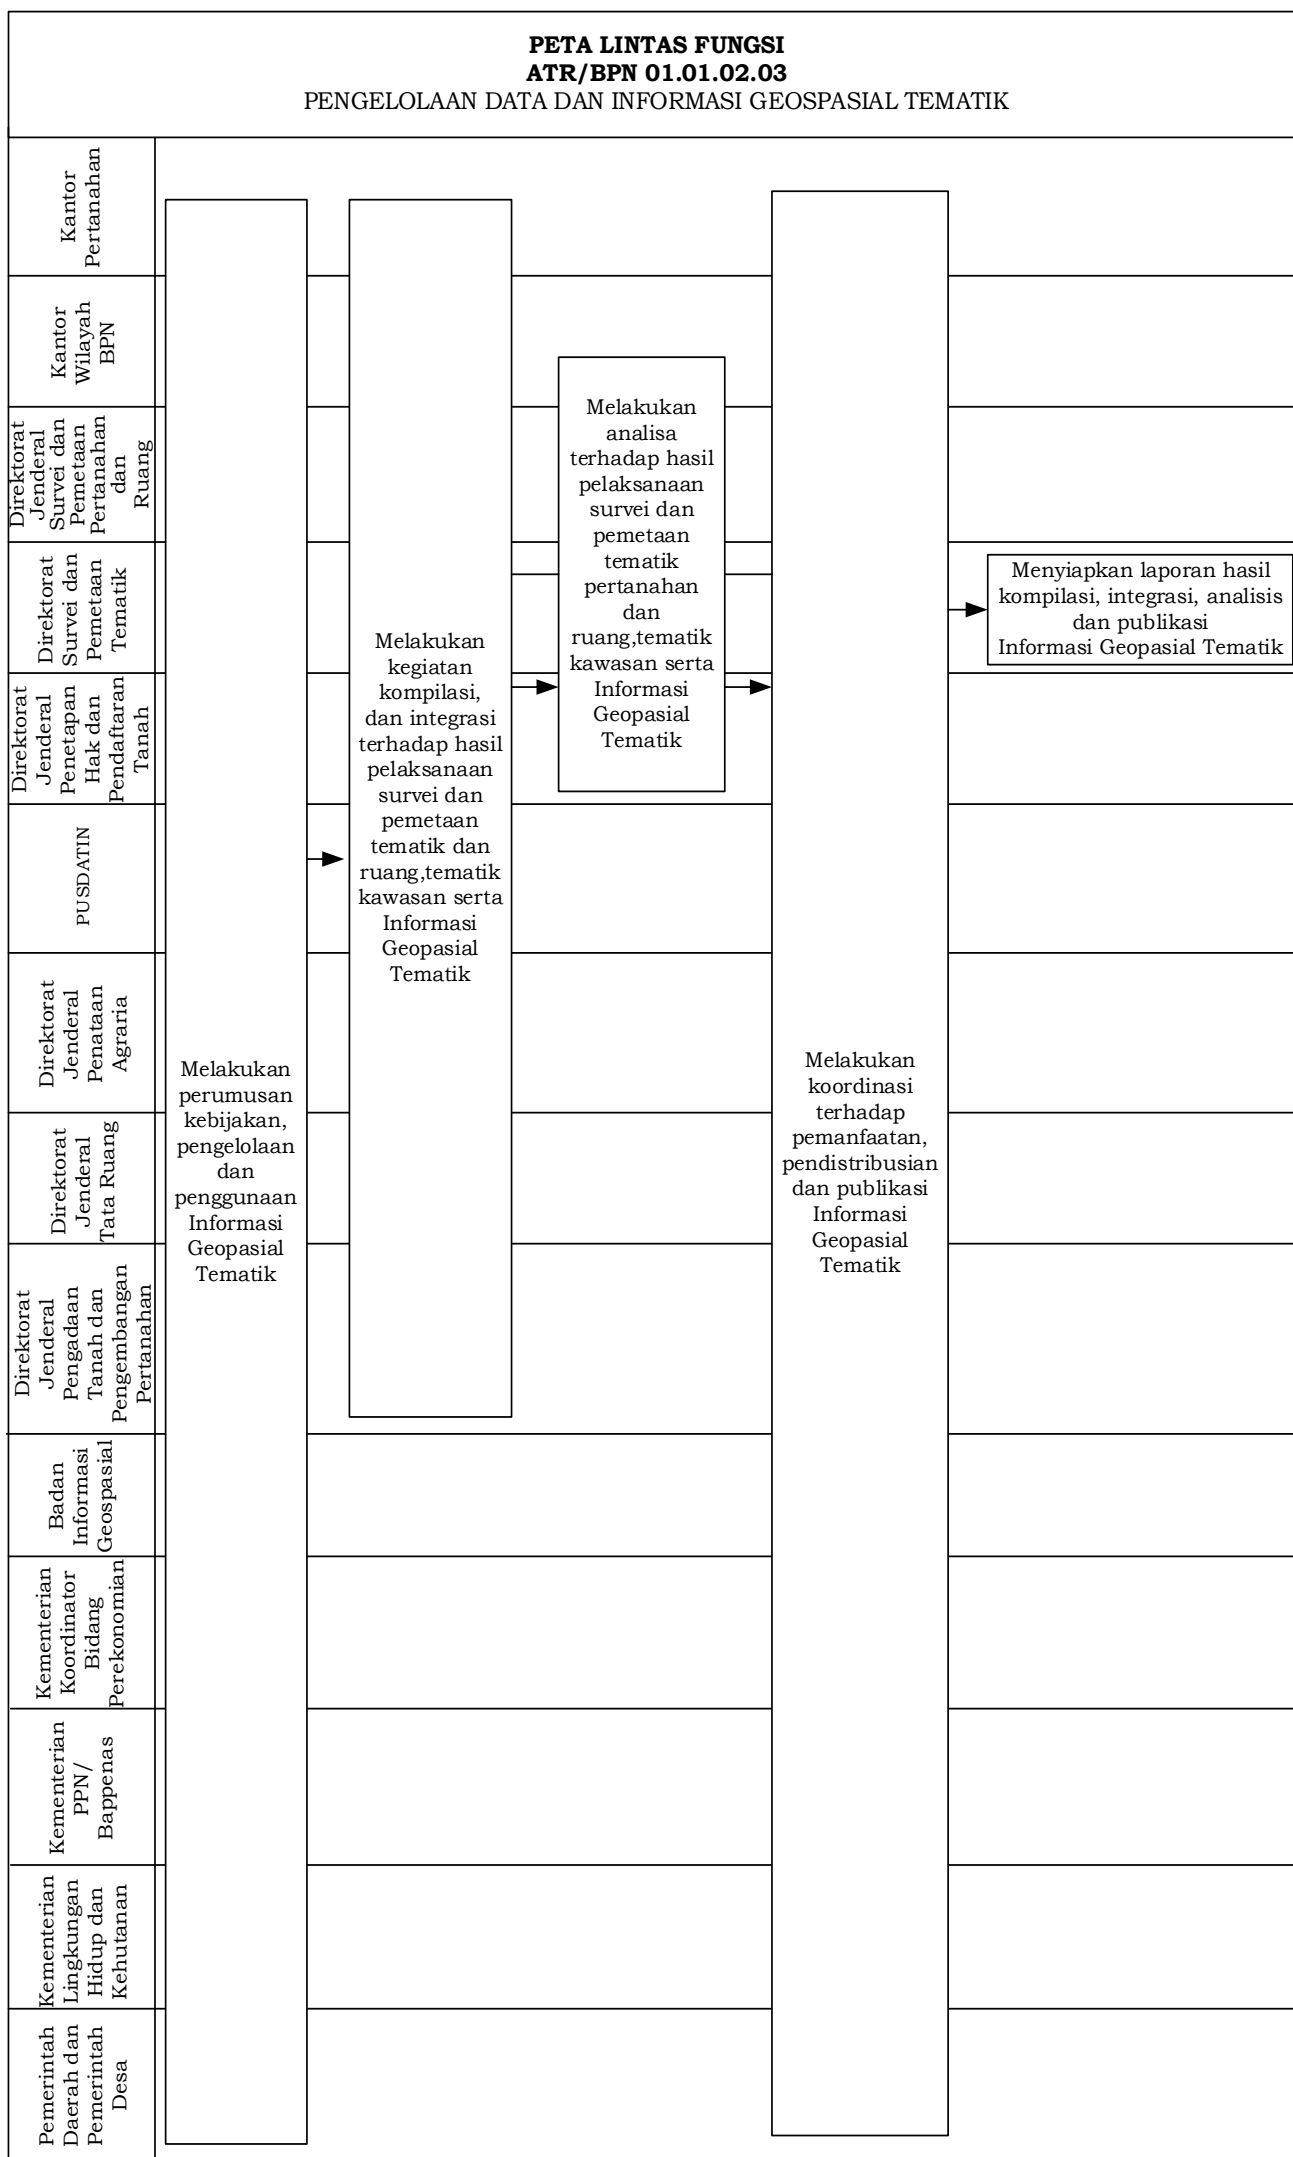 PETA LINTAS FUNGSI
ATR/BPN 01.01.02.03
PENGELOLAAN DATA DAN INFORMASI GEOSPASIAL TEMATIK
Kantor
Pertanahan
Kantor
Wilayah
BPN
Direktorat
Jenderal
Survei dan
Pemetaan
Pertanahan
dan
Ruang
Direktorat
Survei dan
Pemetaan
Tematik
Direktorat
Jenderal
Penetapan
Hak dan
Pendaftaran
Tanah
PUSDATIN
Direktorat
Jenderal
Penataan
Agraria
Direktorat
Jenderal
Tata Ruang
Direktorat
Jenderal
Pengadaan
Tanah dan
Pengembangan
Pertanahan
Badan
Informasi
Geospasial
Kementerian
Koordinator
Bidang
Perekonomian
Kementerian
PPN/
Bappenas
Kementerian
Lingkungan
Hidup dan
Kehutanan
Pemerintah
Daerah dan
Pemerintah
Desa
Melakukan
perumusan
kebijakan,
pengelolaan
dan
penggunaan
Informasi
Geopasial
Tematik
Melakukan
kegiatan
kompilasi,
dan integrasi
terhadap hasil
pelaksanaan
survei dan
pemetaan
tematik dan
ruang,tematik
kawasan serta
Informasi
Geopasial
Tematik
Melakukan
analisa
terhadap hasil
pelaksanaan
survei dan
pemetaan
tematik
pertanahan
dan
ruang,tematik
kawasan serta
Informasi
Geopasial
Tematik
Melakukan
koordinasi
terhadap
pemanfaatan,
pendistribusian
dan publikasi
Informasi
Geopasial
Tematik
Menyiapkan laporan hasil
kompilasi, integrasi, analisis
dan publikasi
Informasi Geopasial Tematik